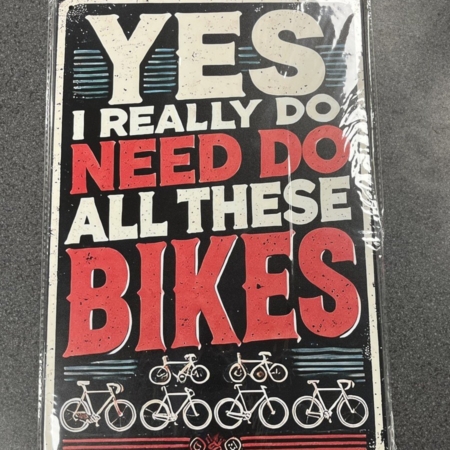 YES
I REALLY DO
NEED DO
ALL THESE
BIKES